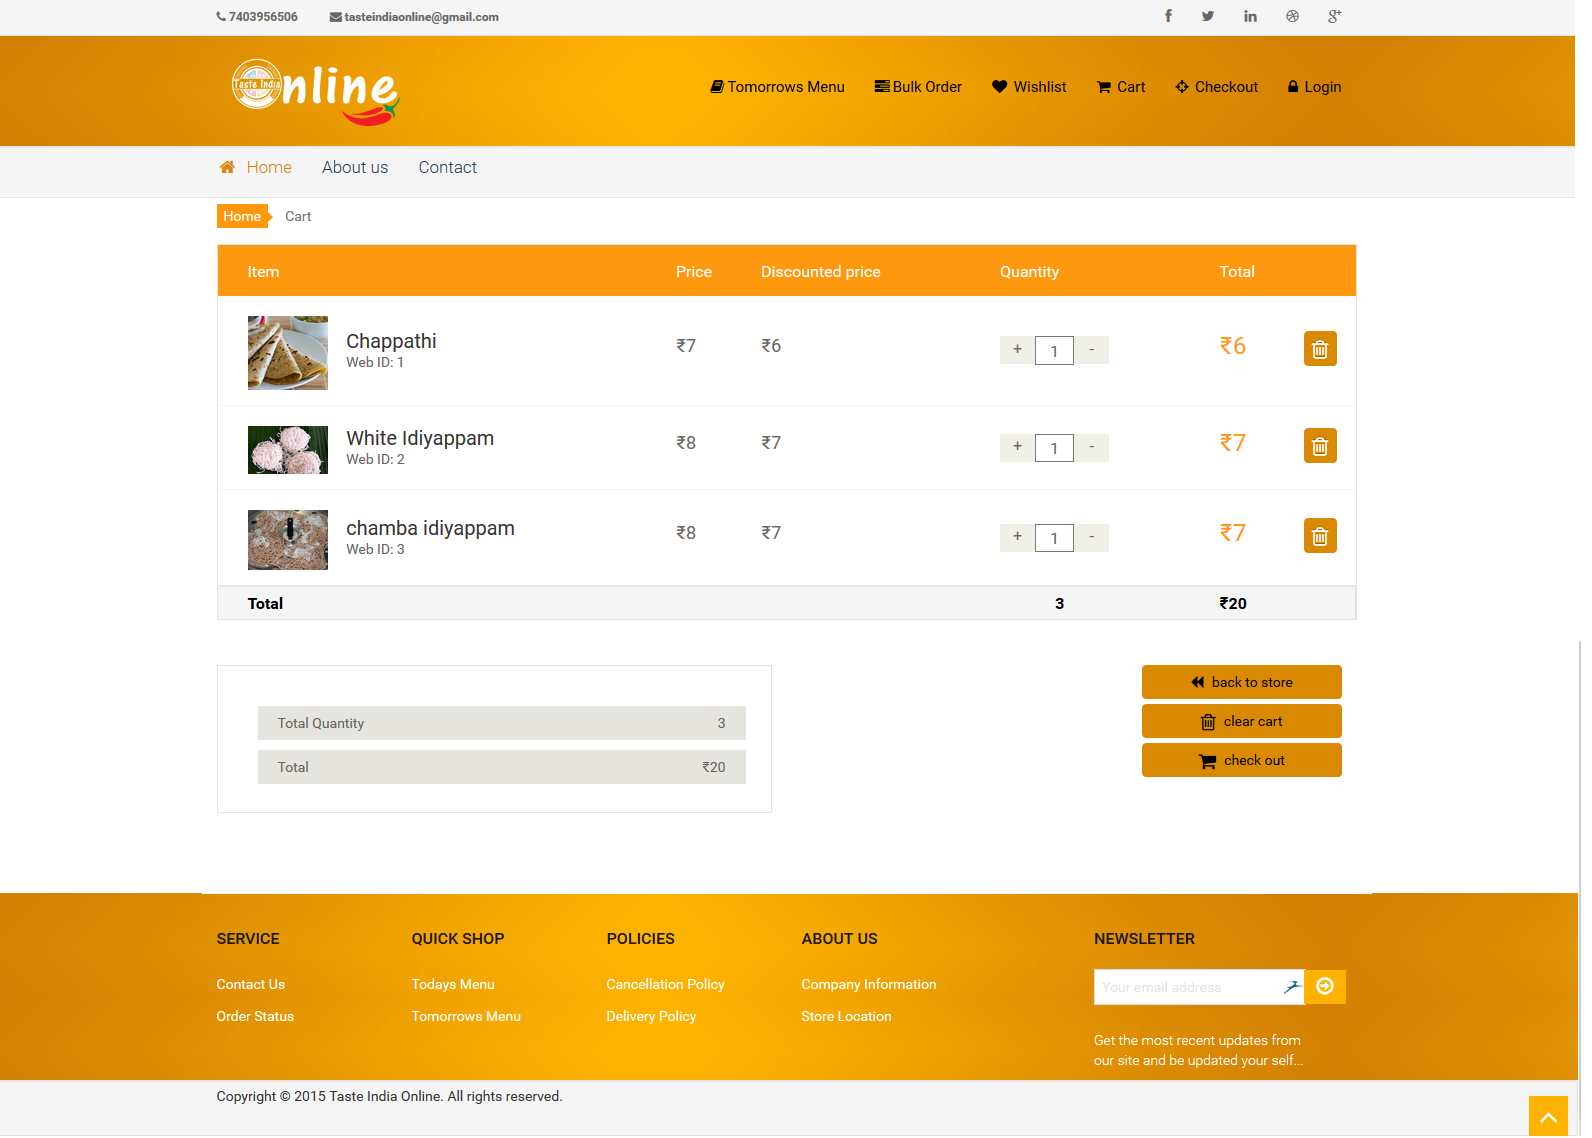 7403956506 tasteindiaonline@gmail.com
Taste India Online
Tomorrows Menu Bulk Order Wishlist Cart Checkout Login
Home About us Contact
Home Cart
Item Price Discounted price Quantity Total
Chappathi
Web ID: 1
₹7 ₹6 + 1 - ₹6
White Idiyappam
Web ID: 2
₹8 ₹7 + 1 - ₹7
chamba idiyappam
Web ID: 3
₹8 ₹7 + 1 - ₹7
Total 3 ₹20
Total Quantity 3
Total ₹20
back to store
clear cart
check out
SERVICE QUICK SHOP POLICIES ABOUT US NEWSLETTER
Contact Us Todays Menu Cancellation Policy Company Information Your email address
Order Status Tomorrows Menu Delivery Policy Store Location
Get the most recent updates from
our site and be updated your self...
Copyright © 2015 Taste India Online. All rights reserved.